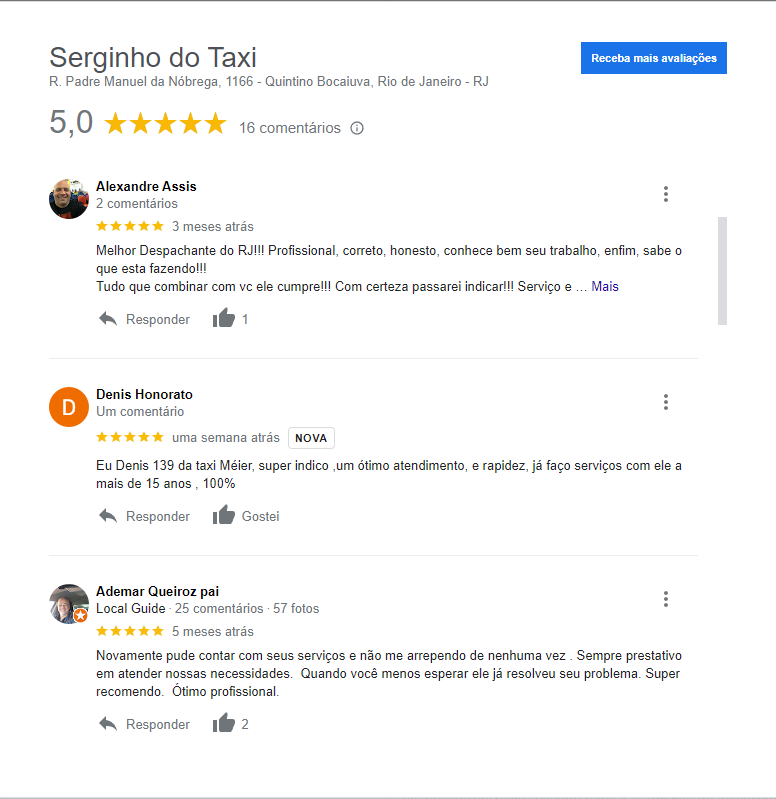 Serginho do Taxi
Receba mais avaliações
R. Padre Manuel da Nóbrega, 1166 - Quintino Bocaiuva, Rio de Janeiro - RJ
5,0 16 comentários
Alexandre Assis
2 comentários
3 meses atrás
Melhor Despachante do RJ!!! Profissional, correto, honesto, conhece bem seu trabalho, enfim, sabe o
que esta fazendo!!!
Tudo que combinar com vc ele cumpre!!! Com certeza passarei indicar!!! Serviço e … Mais
Responder 1
D
Denis Honorato
Um comentário
uma semana atrás NOVA
Eu Denis 139 da taxi Méier, super indico ,um ótimo atendimento, e rapidez, já faço serviços com ele a
mais de 15 anos , 100%
Responder Gostei
Ademar Queiroz pai
Local Guide · 25 comentários · 57 fotos
5 meses atrás
Novamente pude contar com seus serviços e não me arrependo de nenhuma vez . Sempre prestativo
em atender nossas necessidades.  Quando você menos esperar ele já resolveu seu problema. Super
recomendo.  Ótimo profissional.
Responder 2